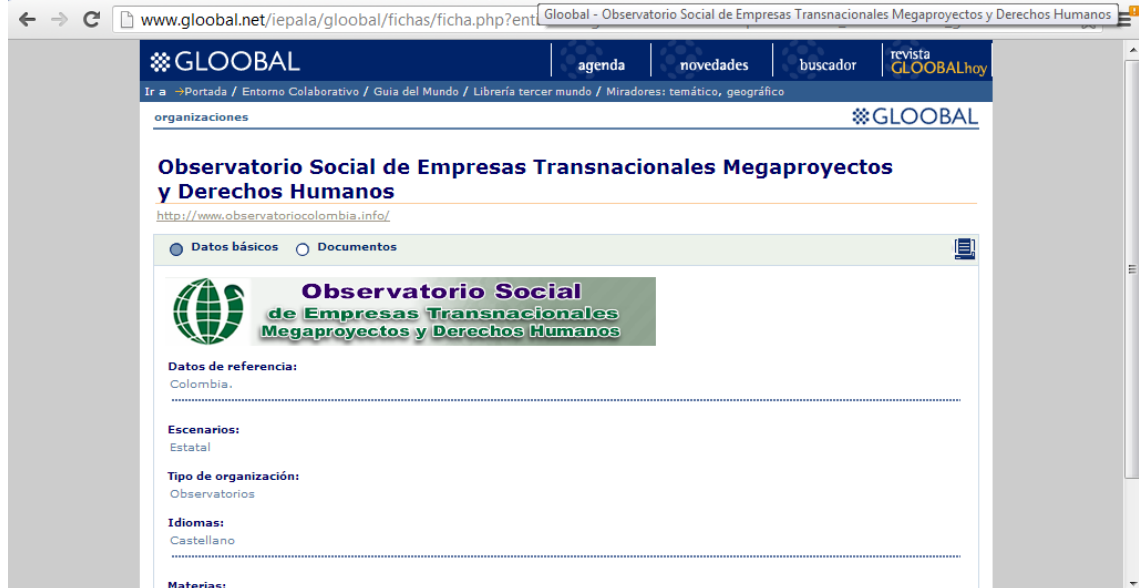 www.gloobal.net/iepala/gloobal/fichas/ficha.php?ent
Gloobal - Observatorio Social de Empresas Transnacionales Megaproyectos y Derechos Humanos
GLOOBAL
agenda
novedades
buscador
revista
GLOOBALhoy
Ir a →Portada / Entorno Colaborativo / Guia del Mundo / Librería tercer mundo / Miradores: temático, geográfico
organizaciones
GLOOBAL
Observatorio Social de Empresas Transnacionales Megaproyectos
y Derechos Humanos
http://www.observatoriocolombia.info/
Datos básicos
Documentos
Observatorio Social
de Empresas Transnacionales
Megaproyectos y Derechos Humanos
Datos de referencia:
Colombia.
Escenarios:
Estatal
Tipo de organización:
Observatorios
Idiomas:
Castellano
Materias: